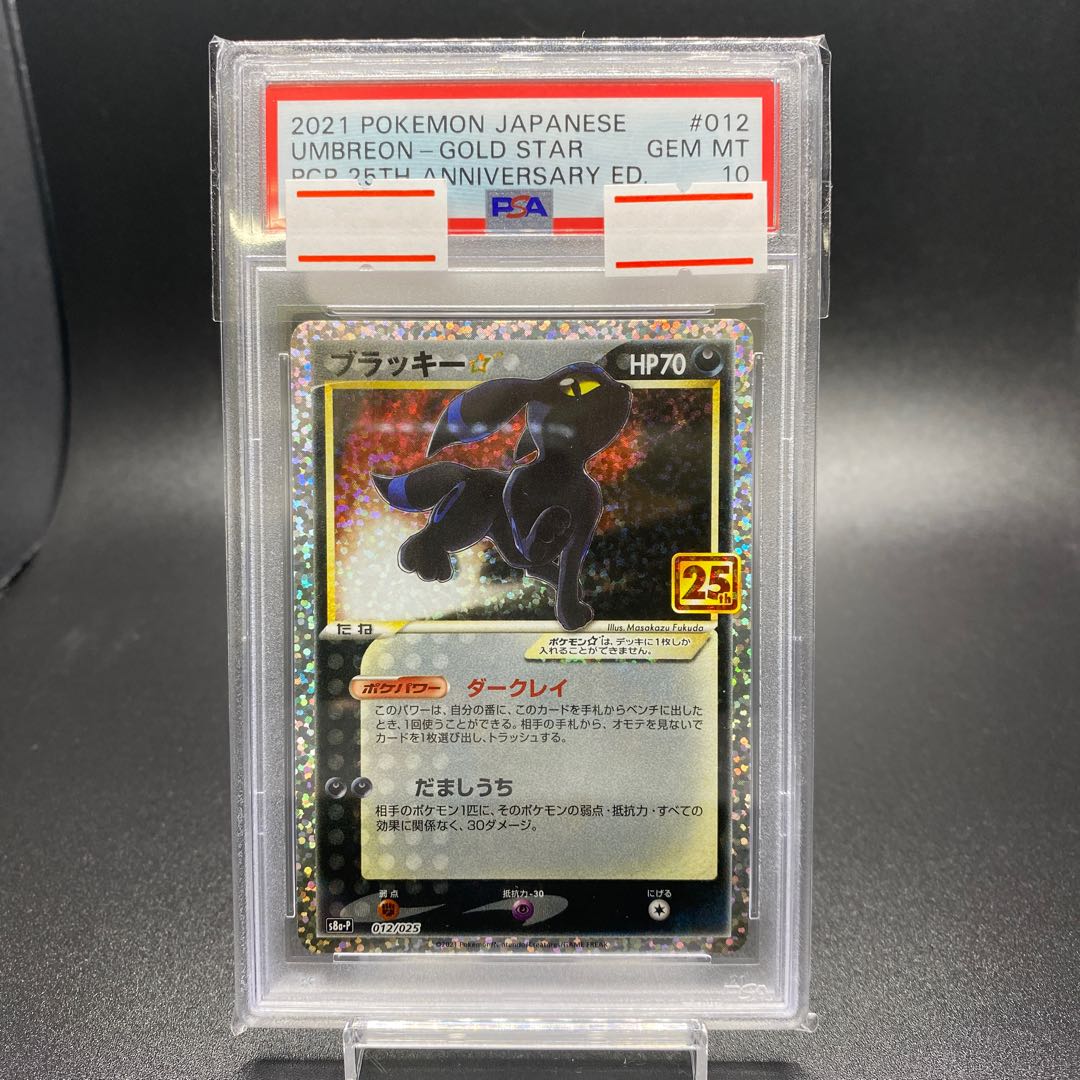 2021 POKEMON JAPANESE #012
UMBREON-GOLD STAR GEM MT
PCP 25TH ANNIVERSARY ED. 10
PSA
ブラッキー☆ HP70
25th
たね
Illus. Masakazu Fukuda
ポケモン☆は、デッキに1枚しか
入れることができません。
ポケパワー ダークレイ
このパワーは、自分の番に、このカードを手札からベンチに出した
とき、1回使うことができる。相手の手札から、オモテを見ないで
カードを1枚選び出し、トラッシュする。
だましうち
相手のポケモン1匹に、そのポケモンの弱点・抵抗力・すべての
効果に関係なく、30ダメージ。
弱点 抵抗力-30 にげる
s8a-P 012/025
©2021 Pokémon/Nintendo/Creatures/GAME FREAK